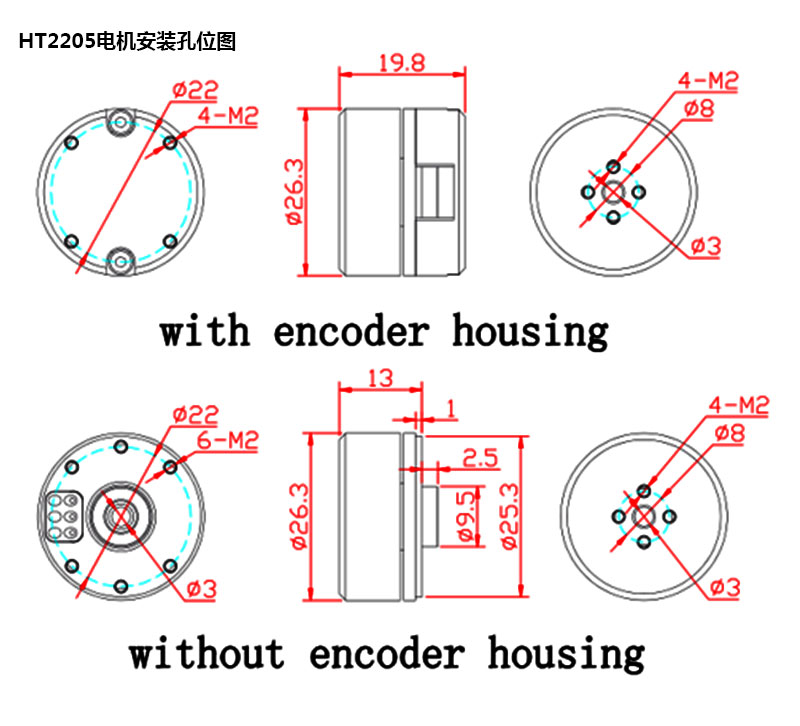 HT2205电机安装孔位图
19.8
Ø22
4-M2
4-M2
Ø8
Ø26.3
Ø3
with encoder housing
13
1
Ø22
6-M2
4-M2
Ø8
2.5
Ø26.3
Ø9.5
Ø25.3
Ø3
Ø3
without encoder housing